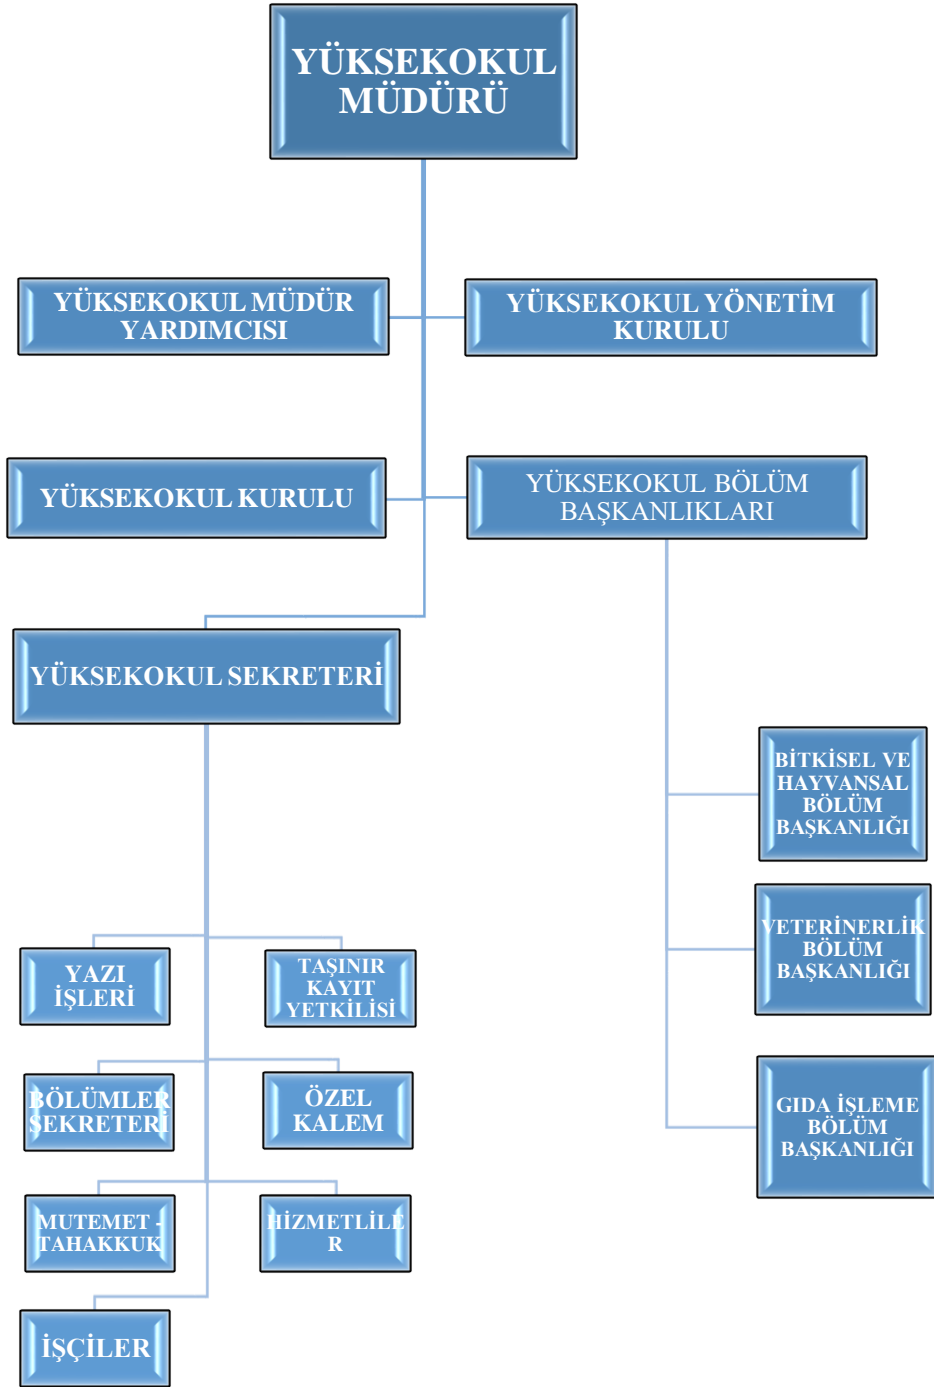 YÜKSEKOKUL
MÜDÜRÜ
YÜKSEKOKUL MÜDÜR
YARDIMCISI
YÜKSEKOKUL YÖNETİM
KURULU
YÜKSEKOKUL KURULU
YÜKSEKOKUL BÖLÜM
BAŞKANLIKLARI
YÜKSEKOKUL SEKRETERİ
BİTKİSEL VE
HAYVANSAL
BÖLÜM
BAŞKANLIĞI
VETERİNERLİK
BÖLÜM
BAŞKANLIĞI
GIDA İŞLEME
BÖLÜM
BAŞKANLIĞI
YAZI
İŞLERİ
TAŞINIR
KAYIT
YETKİLİSİ
BÖLÜMLER
SEKRETERİ
ÖZEL
KALEM
MUTEMET -
TAHAKKUK
HİZMETLİLE
R
İŞÇİLER